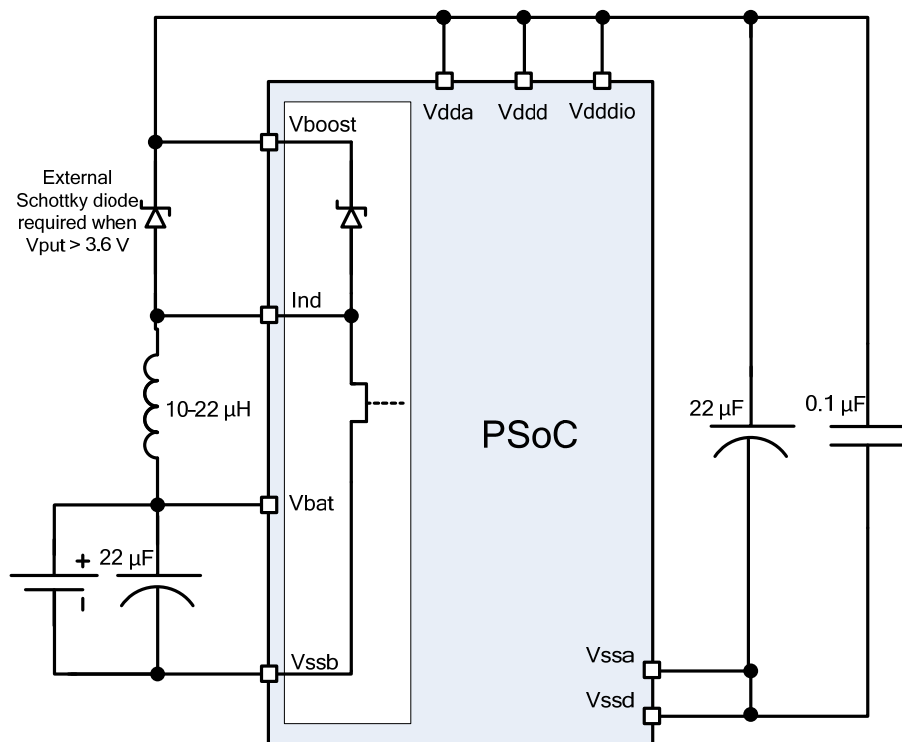 Vdda
Vddd
Vdddio
Vboost
External
Schottky diode
required when
Vput > 3.6 V
Ind
10–22 µH
PSoC
22 µF
0.1 µF
Vbat
+
22 µF
Vssb
Vssa
Vssd